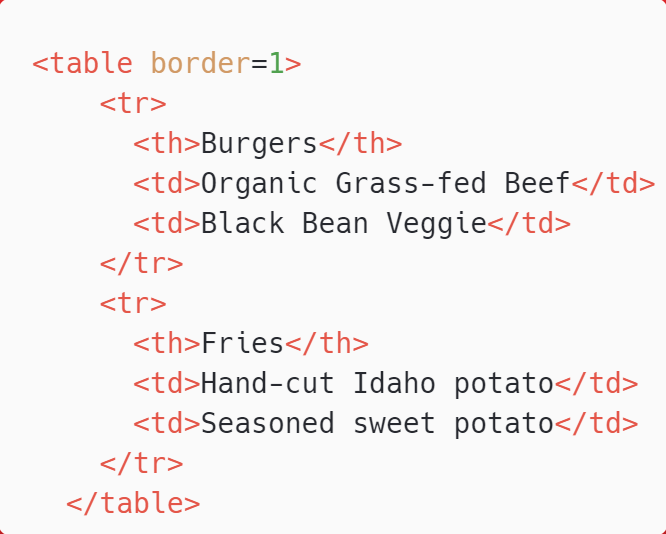 <table border=1>
<tr>
<th>Burgers</th>
<td>Organic Grass-fed Beef</td>
<td>Black Bean Veggie</td>
</tr>
<tr>
<th>Fries</th>
<td>Hand-cut Idaho potato</td>
<td>Seasoned sweet potato</td>
</tr>
</table>